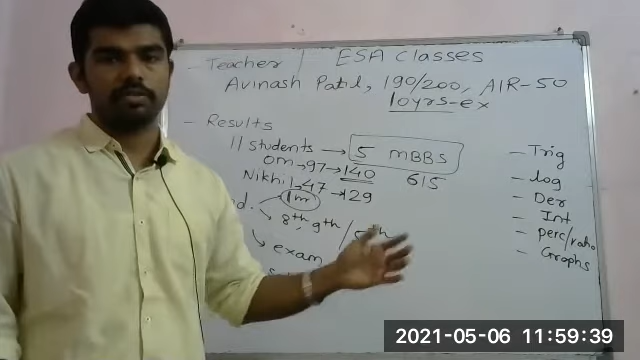 - Teacher | ESA Classes
Avinash Patil, 190/200, AIR-50
10yrs-ex
- Results
11 students → 5 MBBS
Om → 97 → 140 615
Nikhil → 47 → 129
1 m
→ 8th, 9th /
→ exam
- Trig
- log
- Der
- Int
- perc/ratio
- Graphs
2021-05-06 11:59:39